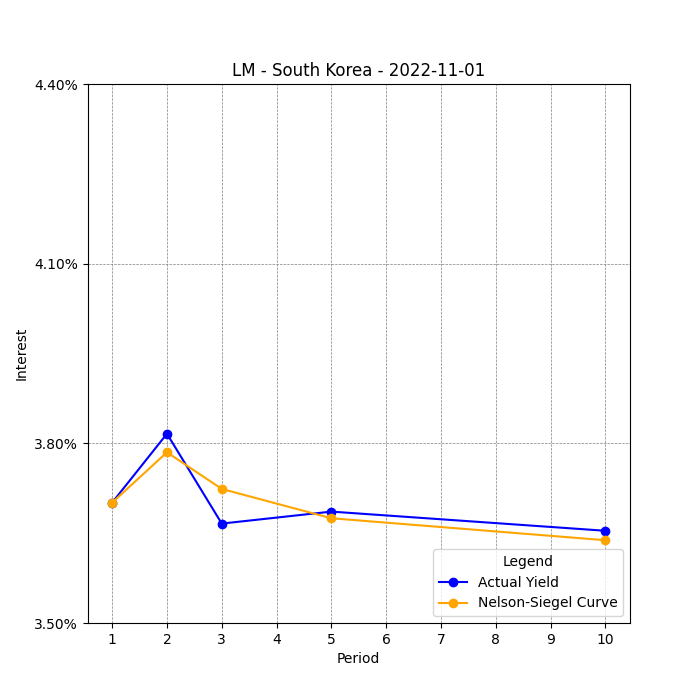 LM - South Korea - 2022-11-01
4.40%
4.10%
3.80%
3.50%
Interest
1 2 3 4 5 6 7 8 9 10
Period
Legend
Actual Yield
Nelson-Siegel Curve